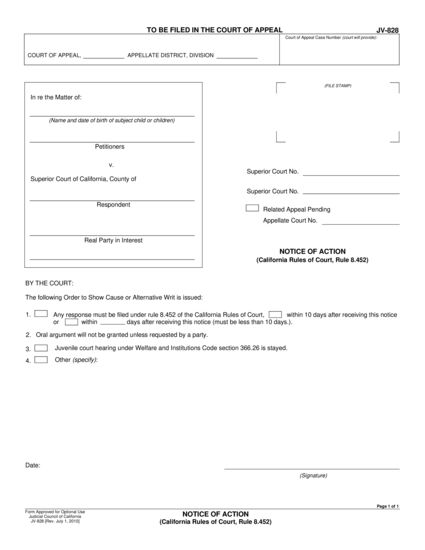 TO BE FILED IN THE COURT OF APPEAL
JV-828
Court of Appeal Case Number (court will provide):
COURT OF APPEAL, ______________ APPELLATE DISTRICT, DIVISION ______________
In re the Matter of:
(FILE STAMP)
(Name and date of birth of subject child or children)
Petitioners
v.
Superior Court of California, County of
Superior Court No.
Superior Court No.
Respondent
Related Appeal Pending
Appellate Court No.
Real Party in Interest
NOTICE OF ACTION
(California Rules of Court, Rule 8.452)
BY THE COURT:
The following Order to Show Cause or Alternative Writ is issued:
1. Any response must be filed under rule 8.452 of the California Rules of Court, within 10 days after receiving this notice
or within ________ days after receiving this notice (must be less than 10 days.).
2. Oral argument will not be granted unless requested by a party.
3. Juvenile court hearing under Welfare and Institutions Code section 366.26 is stayed.
4. Other (specify):
Date:
(Signature)
Page 1 of 1
Form Approved for Optional Use
Judicial Council of California
JV-828 [Rev. July 1, 2010]
NOTICE OF ACTION
(California Rules of Court, Rule 8.452)